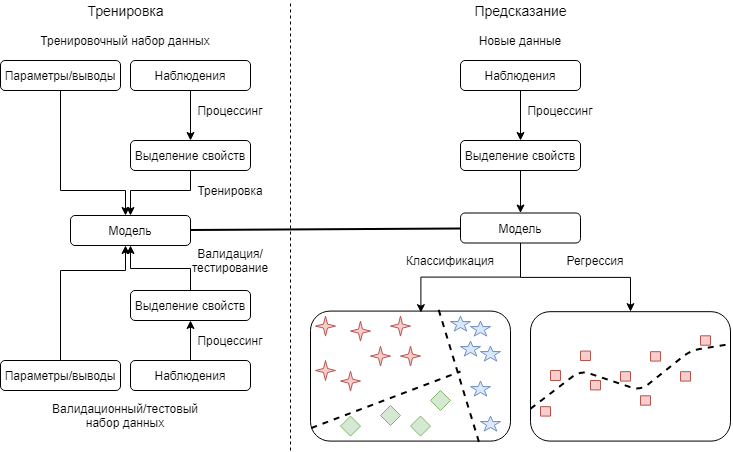 Тренировка
Тренировочный набор данных
Параметры/выводы
Наблюдения
Процессинг
Выделение свойств
Тренировка
Модель
Валидация/
тестирование
Выделение свойств
Процессинг
Параметры/выводы
Наблюдения
Валидационный/тестовый
набор данных
Предсказание
Новые данные
Наблюдения
Процессинг
Выделение свойств
Модель
Классификация
Регрессия